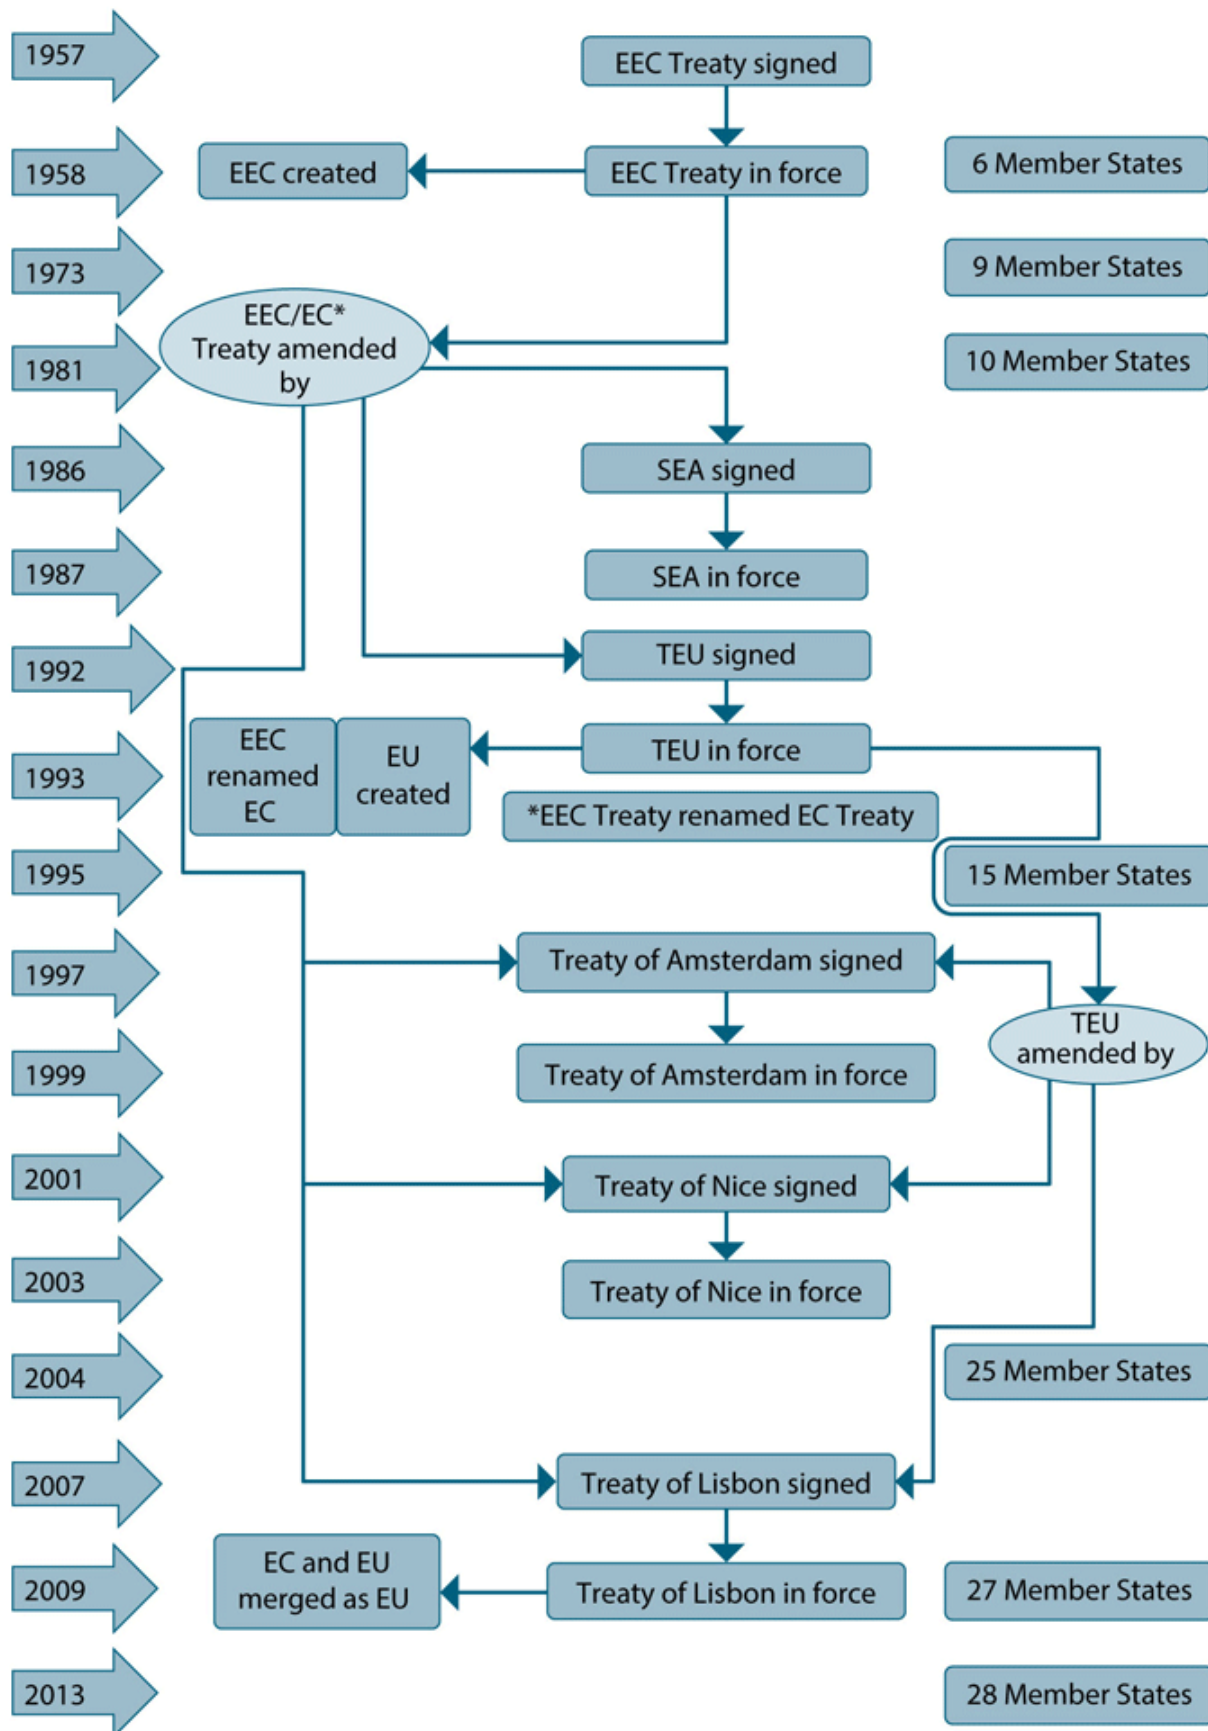 1957
EEC Treaty signed
1958
EEC created
EEC Treaty in force
6 Member States
1973
9 Member States
EEC/EC*
Treaty amended
by
1981
10 Member States
1986
SEA signed
1987
SEA in force
1992
TEU signed
1993
EEC
renamed
EC
EU
created
TEU in force
*EEC Treaty renamed EC Treaty
1995
15 Member States
1997
Treaty of Amsterdam signed
TEU
amended by
1999
Treaty of Amsterdam in force
2001
Treaty of Nice signed
2003
Treaty of Nice in force
2004
25 Member States
2007
Treaty of Lisbon signed
2009
EC and EU
merged as EU
Treaty of Lisbon in force
27 Member States
2013
28 Member States